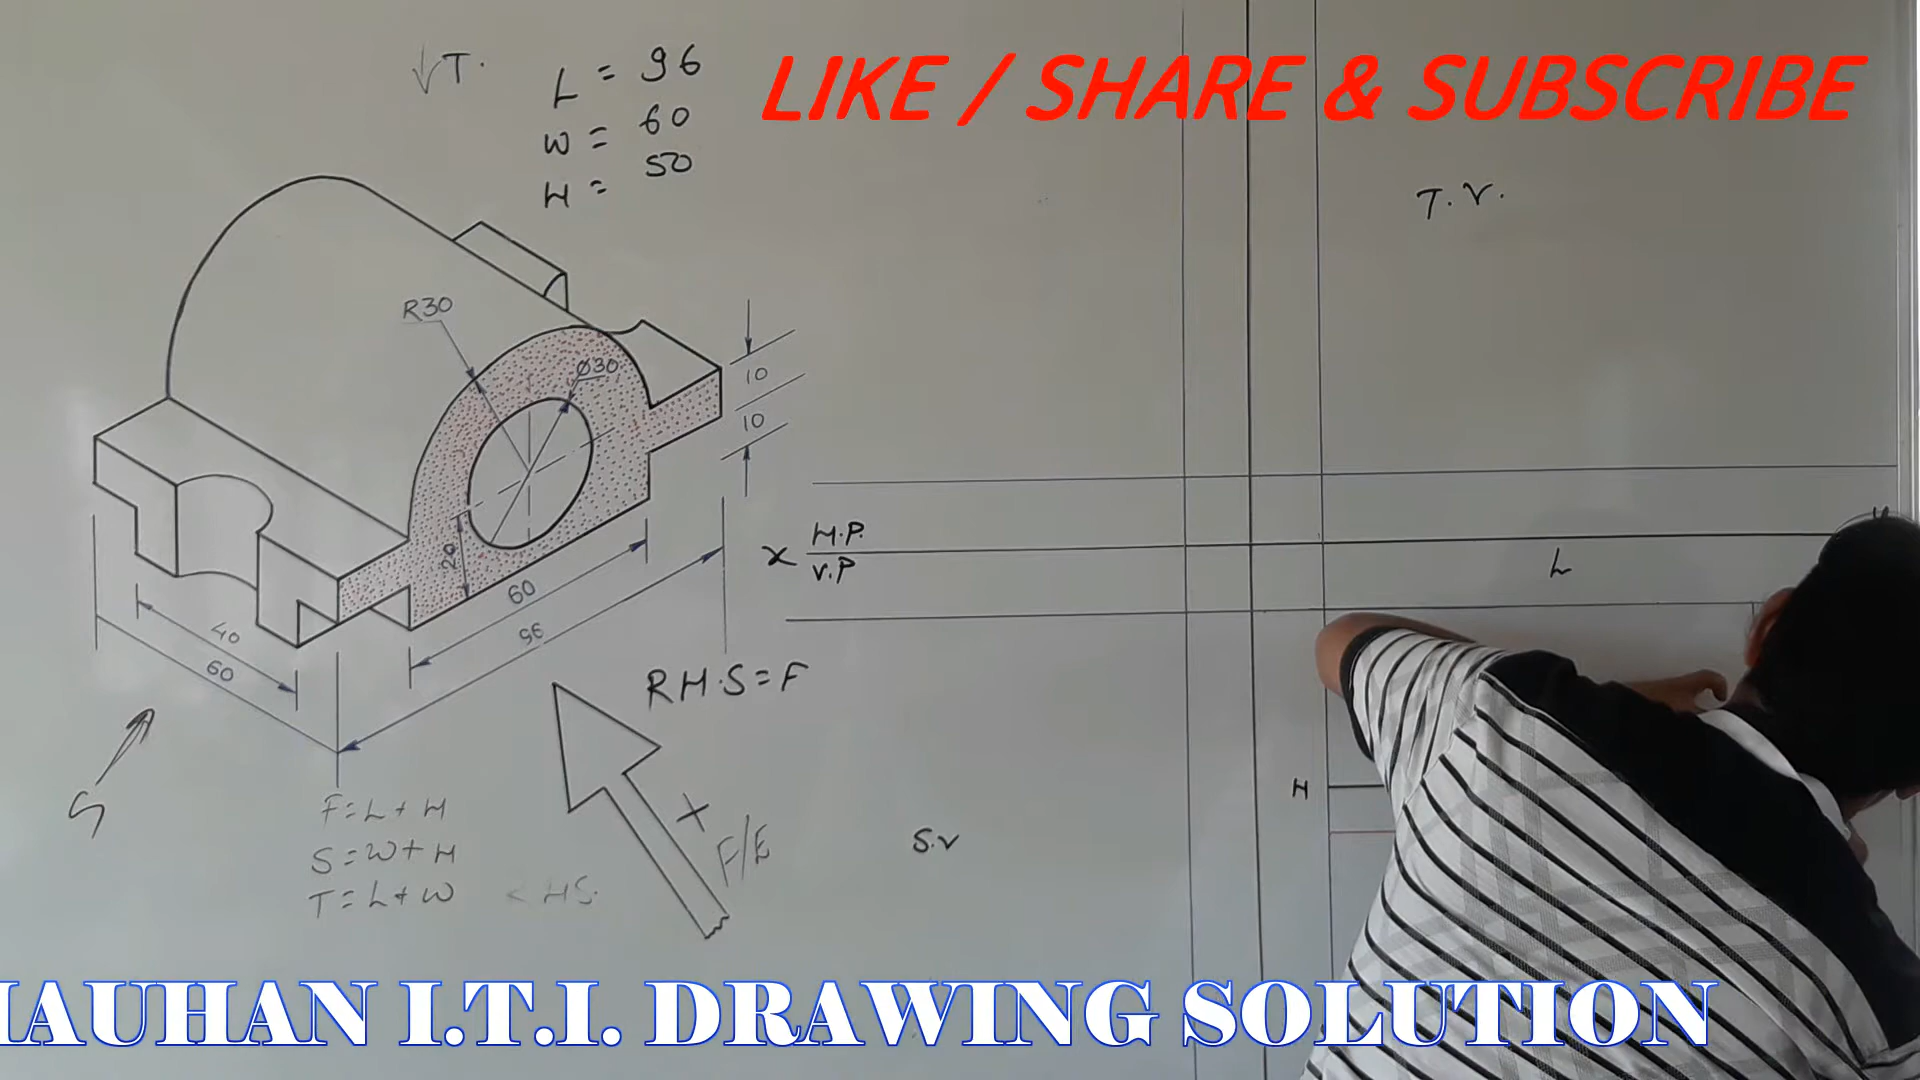 ↓T.
L = 96
W = 60
H = 50
LIKE / SHARE & SUBSCRIBE
T.V.
R30
Ø30
10
10
20
60
96
40
60
X H.P.
V.P
L
RH.S=F
H
S
F=L+H
S=W+H
T=L+W
<HS.
X
F/E
S.V
HAUHAN I.T.I. DRAWING SOLUTION